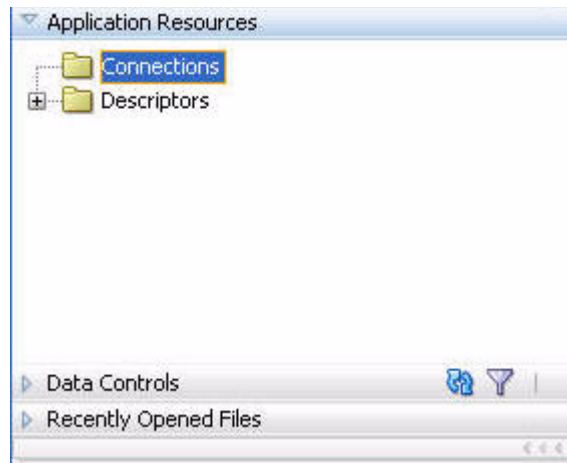 Application Resources
Connections
Descriptors
Data Controls
Recently Opened Files